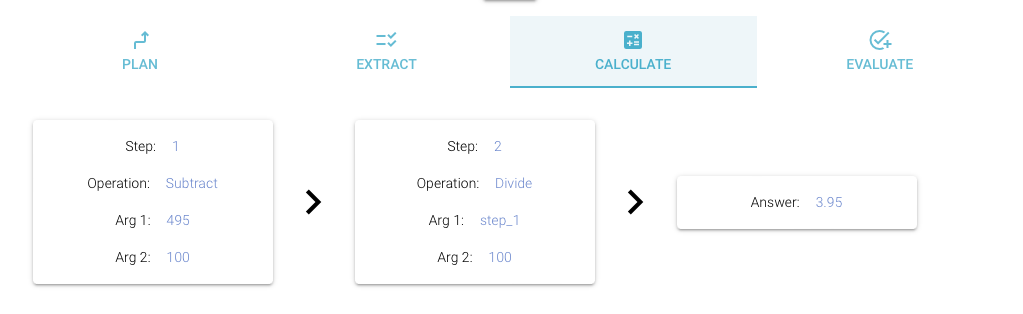 PLAN
EXTRACT
CALCULATE
EVALUATE
Step: 1
Operation: Subtract
Arg 1: 495
Arg 2: 100
Step: 2
Operation: Divide
Arg 1: step_1
Arg 2: 100
Answer: 3.95